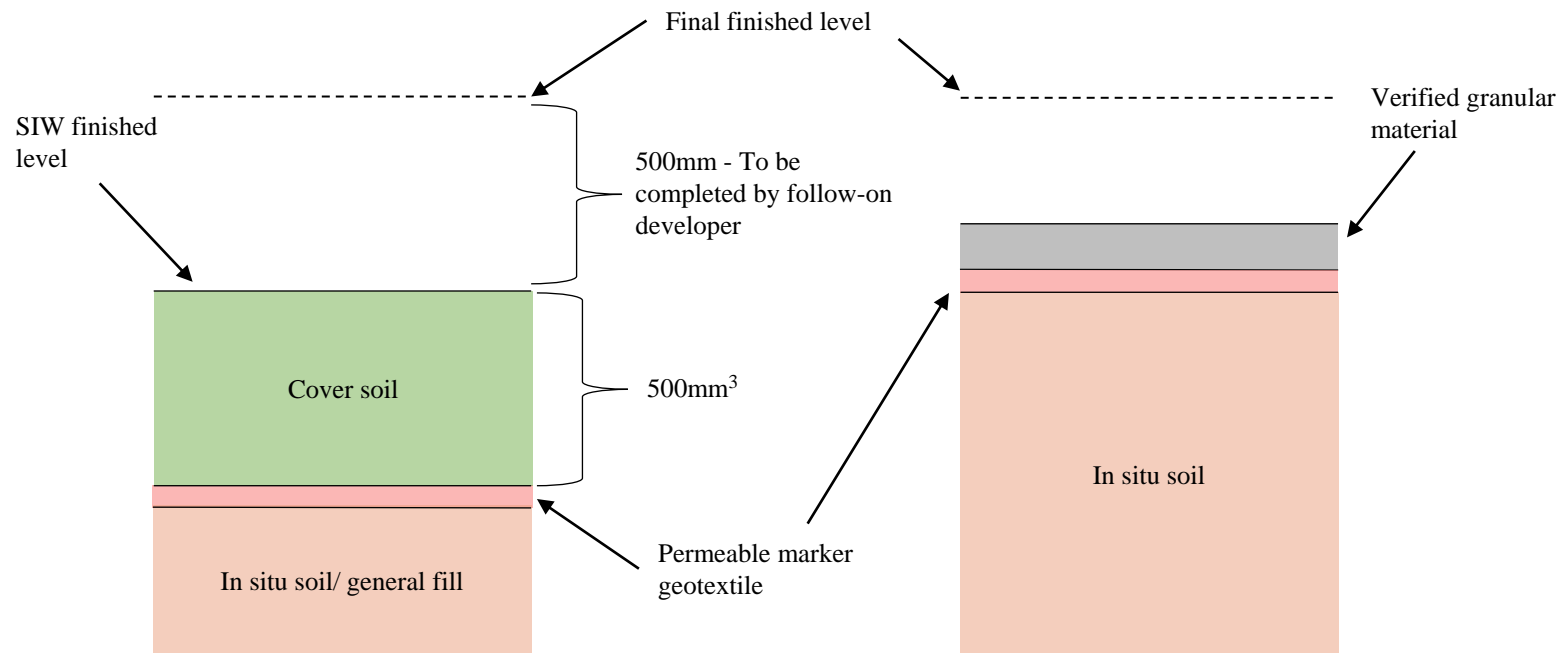 Final finished level
SIW finished
level
Verified granular
material
500mm - To be
completed by follow-on
developer
Cover soil
500mm³
In situ soil
Permeable marker
geotextile
In situ soil/ general fill